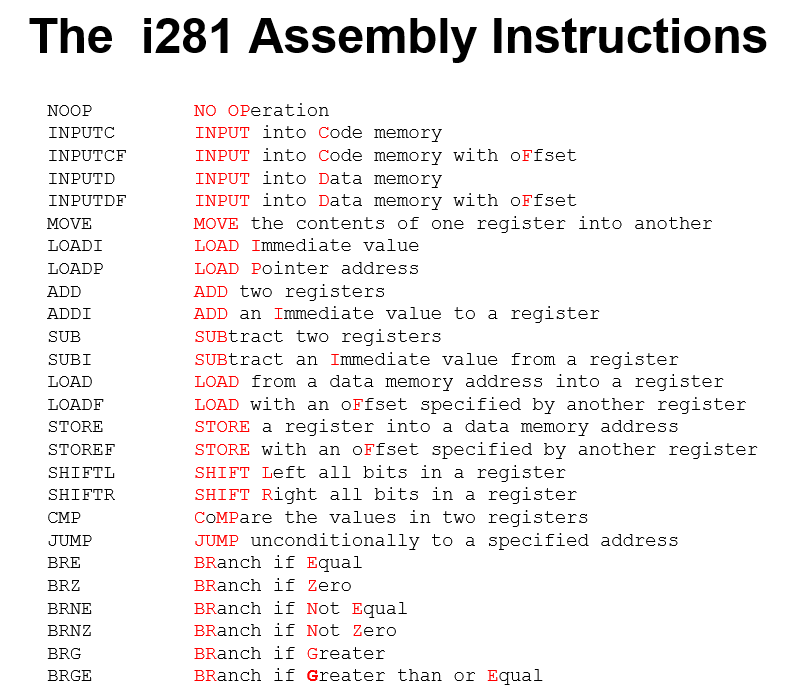 The i281 Assembly Instructions
NOOP NO OPeration
INPUTC INPUT into Code memory
INPUTCF INPUT into Code memory with oFfset
INPUTD INPUT into Data memory
INPUTDF INPUT into Data memory with oFfset
MOVE MOVE the contents of one register into another
LOADI LOAD Immediate value
LOADP LOAD Pointer address
ADD ADD two registers
ADDI ADD an Immediate value to a register
SUB SUBtract two registers
SUBI SUBtract an Immediate value from a register
LOAD LOAD from a data memory address into a register
LOADF LOAD with an oFfset specified by another register
STORE STORE a register into a data memory address
STOREF STORE with an oFfset specified by another register
SHIFTL SHIFT Left all bits in a register
SHIFTR SHIFT Right all bits in a register
CMP CoMPare the values in two registers
JUMP JUMP unconditionally to a specified address
BRE BRanch if Equal
BRZ BRanch if Zero
BRNE BRanch if Not Equal
BRNZ BRanch if Not Zero
BRG BRanch if Greater
BRGE BRanch if Greater than or Equal